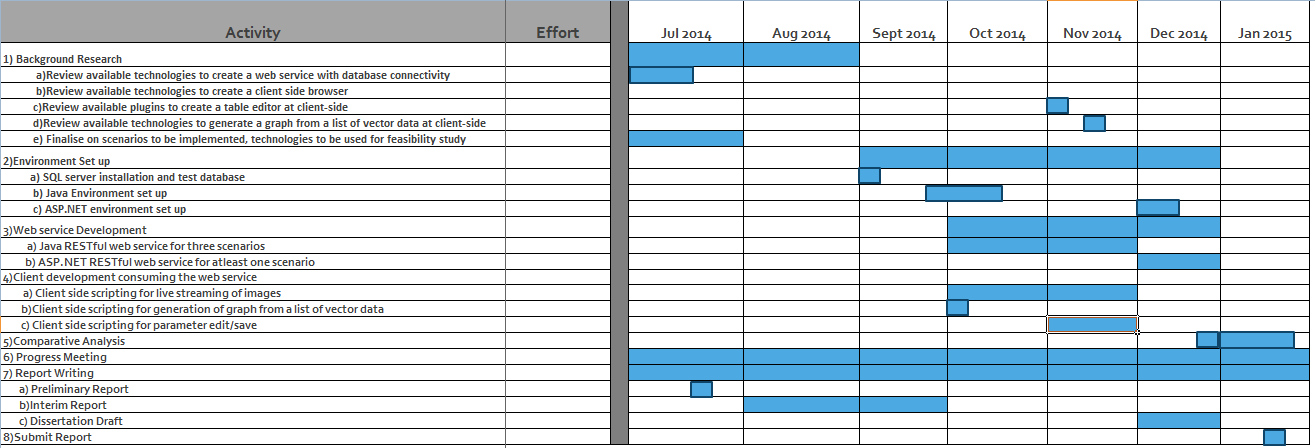 Activity Effort Jul 2014 Aug 2014 Sept 2014 Oct 2014 Nov 2014 Dec 2014 Jan 2015
1) Background Research
a)Review available technologies to create a web service with database connectivity
b)Review available technologies to create a client side browser
c)Review available plugins to create a table editor at client-side
d)Review available technologies to generate a graph from a list of vector data at client-side
e) Finalise on scenarios to be implemented, technologies to be used for feasibility study
2)Environment Set up
a) SQL server installation and test database
b) Java Environment set up
c) ASP.NET environment set up
3)Web service Development
a) Java RESTful web service for three scenarios
b) ASP.NET RESTful web service for atleast one scenario
4)Client development consuming the web service
a) Client side scripting for live streaming of images
b)Client side scripting for generation of graph from a list of vector data
c) Client side scripting for parameter edit/save
5)Comparative Analysis
6) Progress Meeting
7) Report Writing
a) Preliminary Report
b)Interim Report
c) Dissertation Draft
8)Submit Report